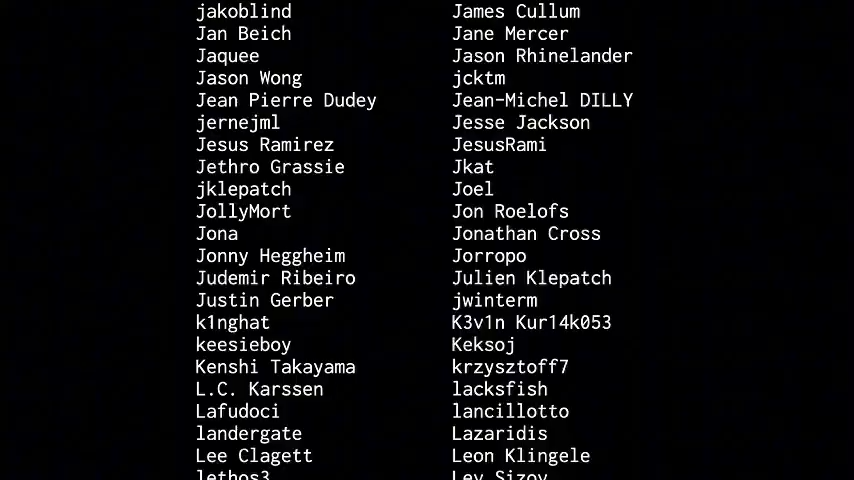 jakoblind James Cullum
Jan Beich Jane Mercer
Jaquee Jason Rhinelander
Jason Wong jcktm
Jean Pierre Dudey Jean-Michel DILLY
jernejml Jesse Jackson
Jesus Ramirez JesusRami
Jethro Grassie Jkat
jklepatch Joel
JollyMort Jon Roelofs
Jona Jonathan Cross
Jonny Heggheim Jorropo
Judemir Ribeiro Julien Klepatch
Justin Gerber jwinterm
k1nghat K3v1n Kur14k053
keesieboy Keksoj
Kenshi Takayama krzysztoff7
L.C. Karssen lacksfish
Lafudoci lancillotto
landergate Lazaridis
Lee Clagett Leon Klingele
lethos3 Lev Sizov